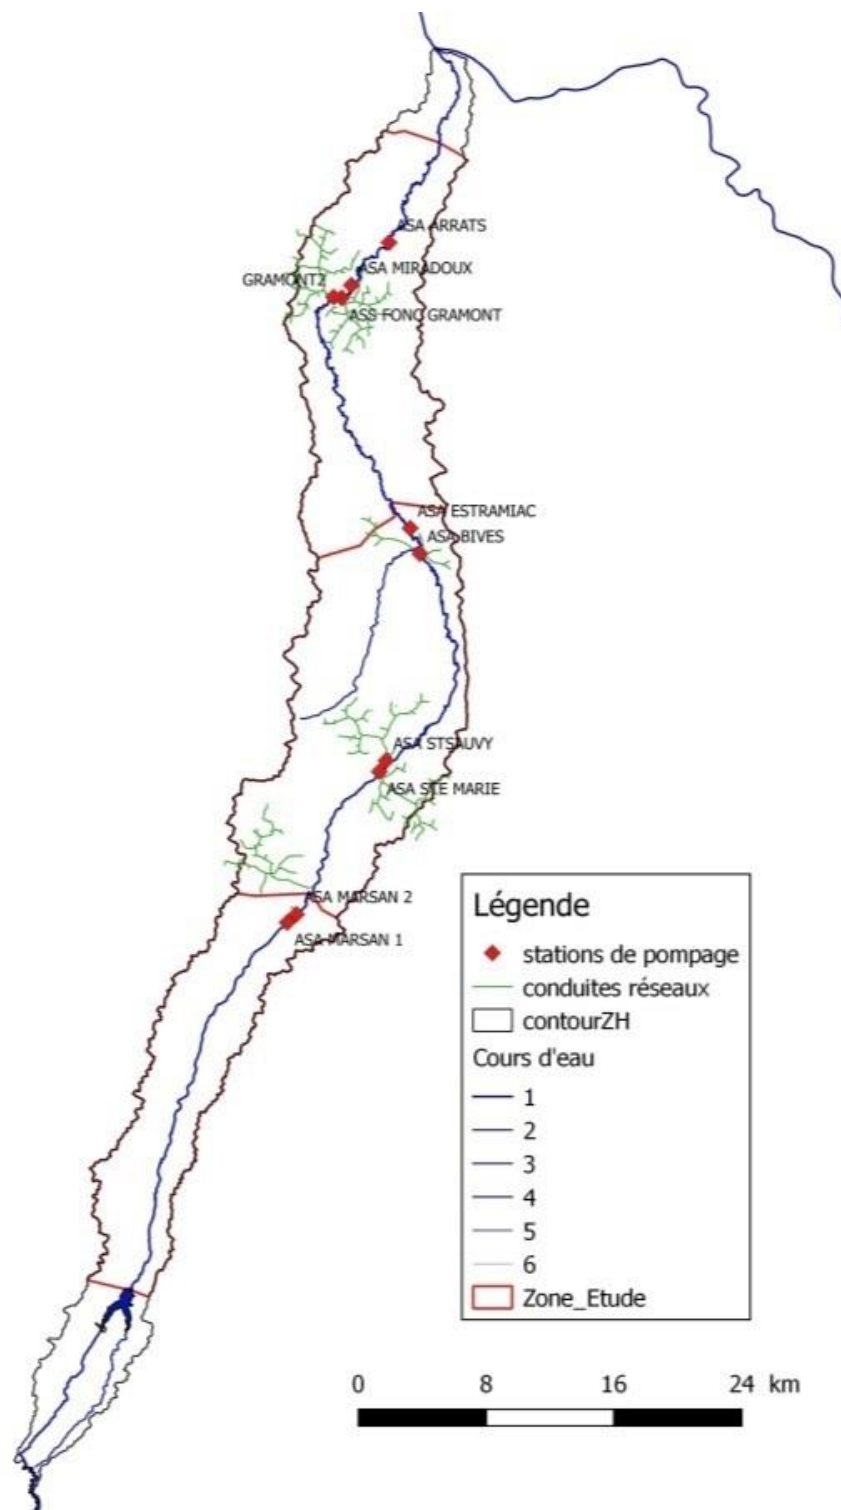 ASA ARRATS
ASA MIRADOUX
GRAMONT2
ASS FONC GRAMONT
ASA ESTRAMIAC
ASA BIVES
ASA STSAUVY
ASA STE MARIE
ASA MARSAN 2
ASA MARSAN 1
Légende
stations de pompage
conduites réseaux
contourZH
Cours d'eau
1
2
3
4
5
6
Zone_Etude
0 8 16 24 km